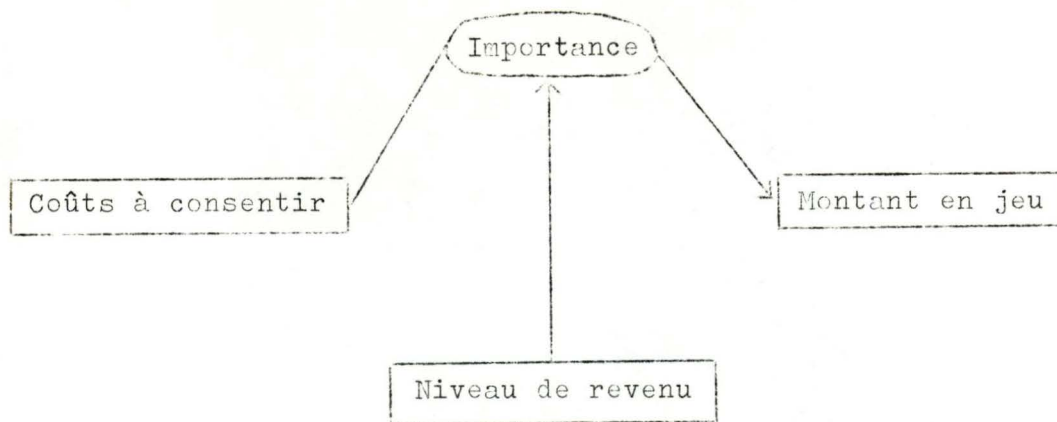 Importance
Coûts à consentir
Montant en jeu
Niveau de revenu